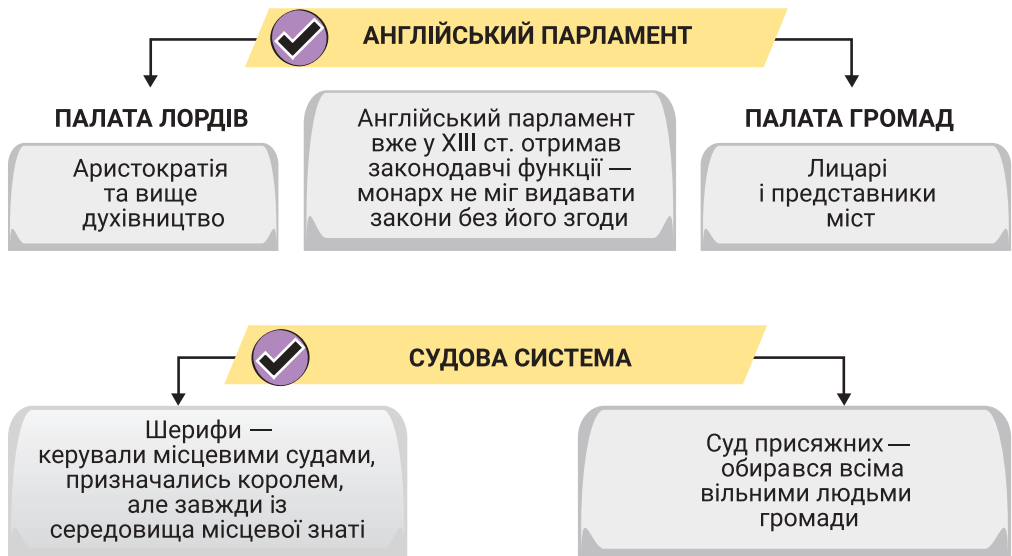 АНГЛІЙСЬКИЙ ПАРЛАМЕНТ
ПАЛАТА ЛОРДІВ
Аристократія
та вище
духівництво
Англійський парламент
вже у XIII ст. отримав
законодавчі функції —
монарх не міг видавати
закони без його згоди
ПАЛАТА ГРОМАД
Лицарі
і представники
міст
СУДОВА СИСТЕМА
Шерифи —
керували місцевими судами,
призначались королем,
але завжди із
середовища місцевої знаті
Суд присяжних —
обирався всіма
вільними людьми
громади